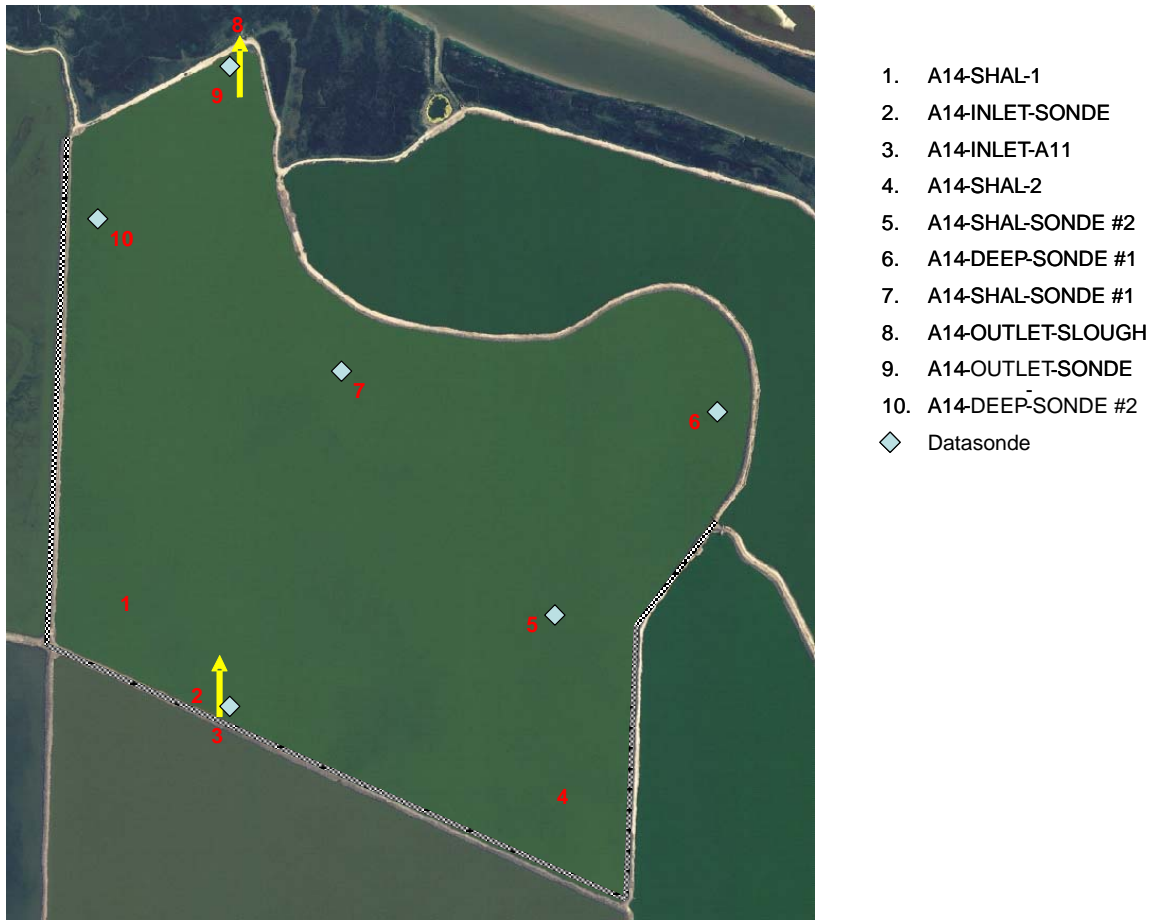 8
9
10
7
6
1
5
2
3
4
1. A14-SHAL-1
2. A14-INLET-SONDE
3. A14-INLET-A11
4. A14-SHAL-2
5. A14-SHAL-SONDE #2
6. A14-DEEP-SONDE #1
7. A14-SHAL-SONDE #1
8. A14-OUTLET-SLOUGH
9. A14-OUTLET-SONDE
-
10. A14-DEEP-SONDE #2
Datasonde